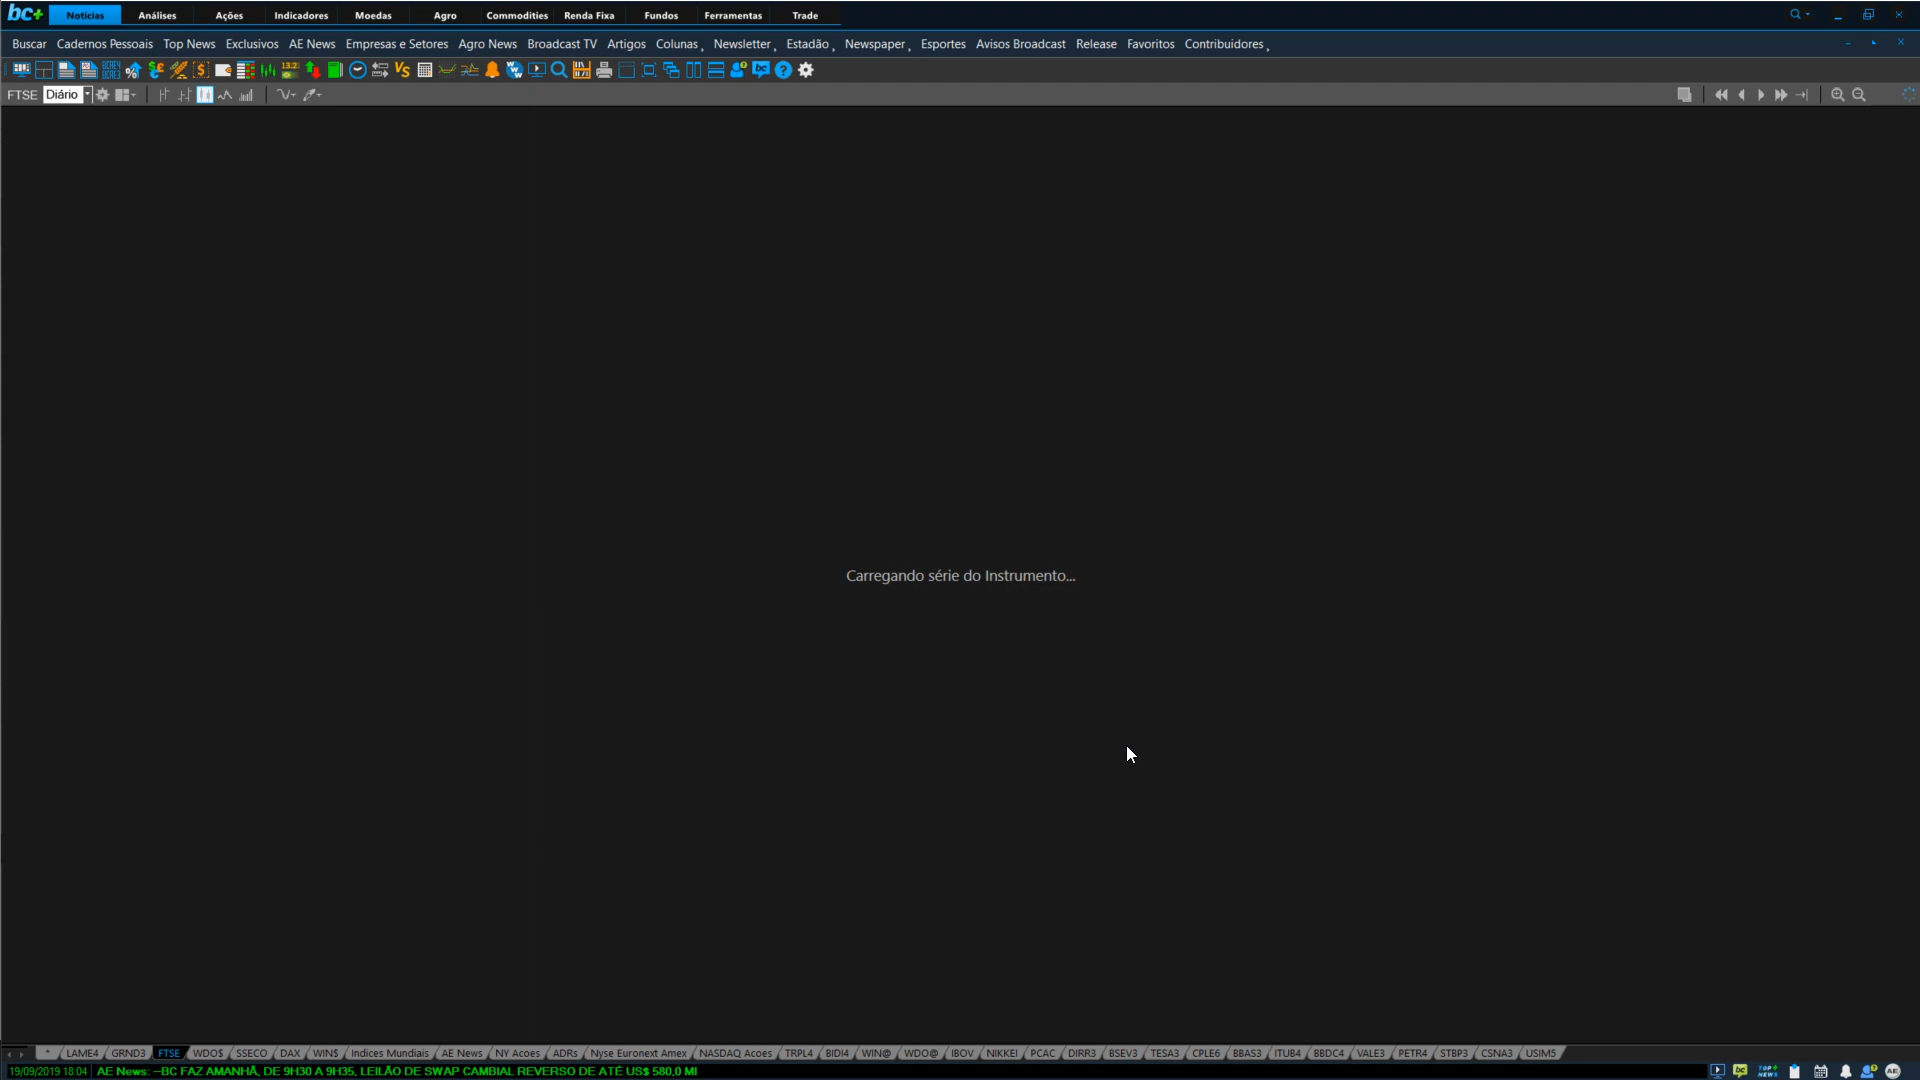 bc+ Notícias Análises Ações Indicadores Moedas Agro Commodities Renda Fixa Fundos Ferramentas Trade
Buscar Cadernos Pessoais Top News Exclusivos AE News Empresas e Setores Agro News Broadcast TV Artigos Colunas Newsletter Estadão Newspaper Esportes Avisos Broadcast Release Favoritos Contribuidores
FTSE Diário
Carregando série do Instrumento...
* LAME4 GRND3 FTSE WDO$ SSECO DAX WIN$ Indices Mundiais AE News NY Acoes ADRs Nyse Euronext Amex NASDAQ Acoes TRPL4 BIDI4 WIN@ WDO@ IBOV NIKKEI PCAC DIRR3 BSEV3 TESA3 CPLE6 BBAS3 ITUB4 BBDC4 VALE3 PETR4 STBP3 CSNA3 USIM5
19/09/2019 18:04 AE News: --BC FAZ AMANHÃ, DE 9H30 A 9H35, LEILÃO DE SWAP CAMBIAL REVERSO DE ATÉ US$ 580,0 MI